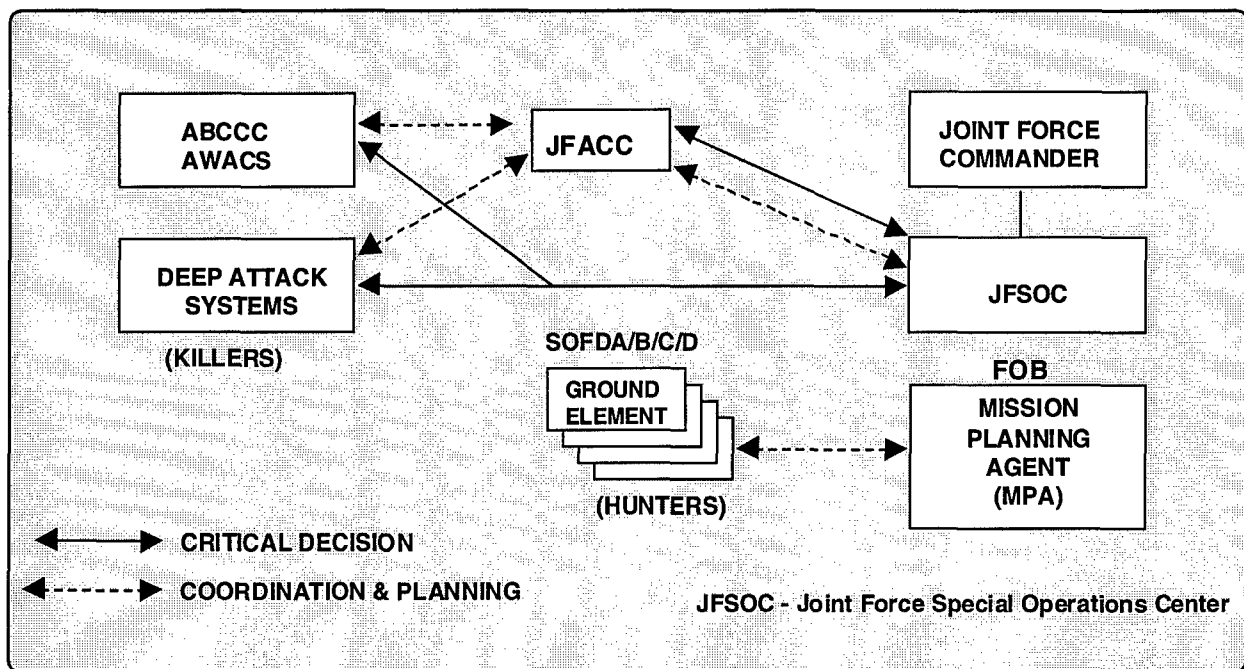 ABCCC
AWACS
JFACC
JOINT FORCE
COMMANDER
DEEP ATTACK
SYSTEMS
(KILLERS)
JFSOC
SOFDA/B/C/D
GROUND
ELEMENT
(HUNTERS)
FOB
MISSION
PLANNING
AGENT
(MPA)
CRITICAL DECISION
COORDINATION & PLANNING
JFSOC - Joint Force Special Operations Center